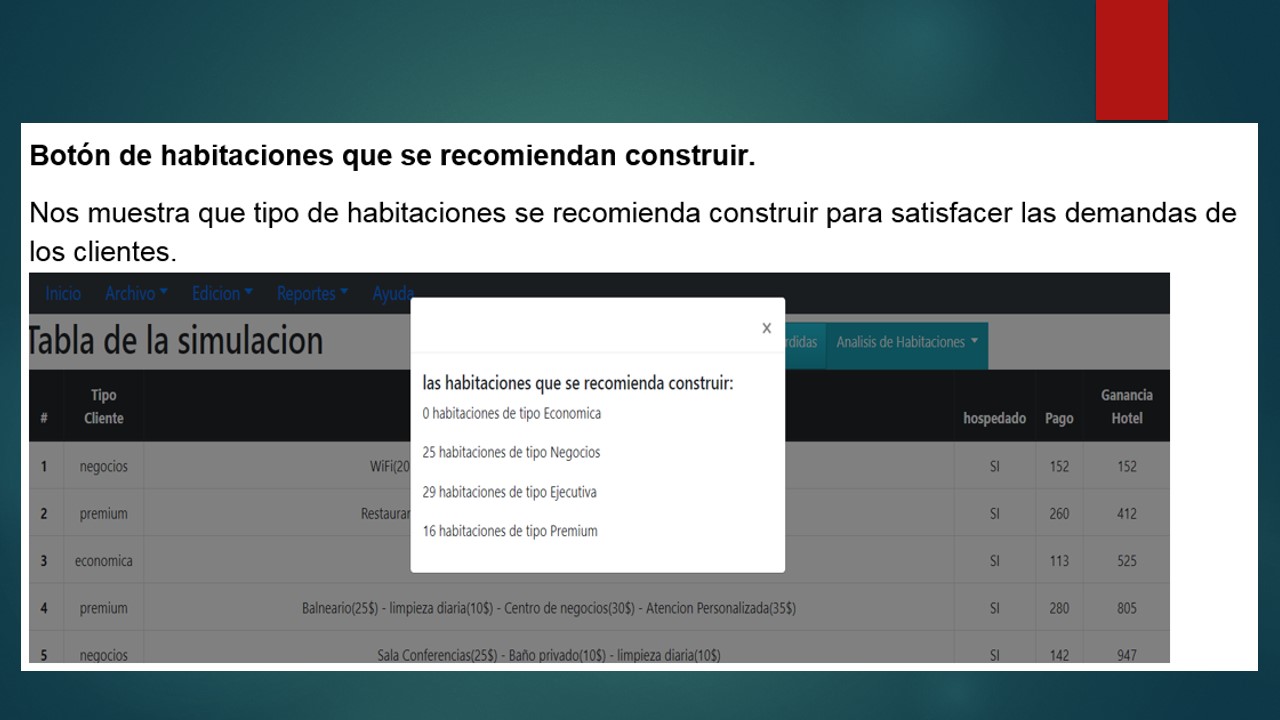 Botón de habitaciones que se recomiendan construir.
Nos muestra que tipo de habitaciones se recomienda construir para satisfacer las demandas de
los clientes.
Inicio Archivo Edicion Reportes Ayuda
Tabla de la simulacion
rdidas Analisis de Habitaciones
x
las habitaciones que se recomienda construir:
0 habitaciones de tipo Economica
25 habitaciones de tipo Negocios
29 habitaciones de tipo Ejecutiva
16 habitaciones de tipo Premium
# Tipo Cliente hospedado Pago Ganancia Hotel
1 negocios WiFi(20 SI 152 152
2 premium Restaurar SI 260 412
3 economica SI 113 525
4 premium Balneario(25$) - limpieza diaria(10$) - Centro de negocios(30$) - Atencion Personalizada(35$) SI 280 805
5 negocios Sala Conferencias(25$) - Baño privado(10$) - limpieza diaria(10$) SI 142 947